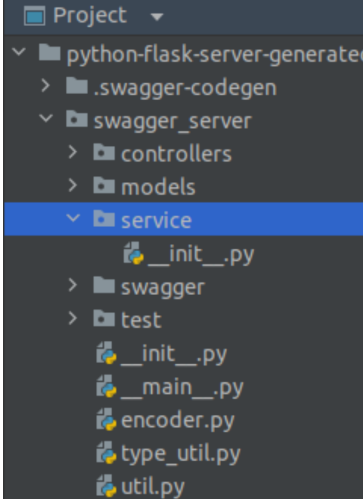 Project
python-flask-server-generated
.swagger-codegen
swagger_server
controllers
models
service
__init__.py
swagger
test
__init__.py
__main__.py
encoder.py
type_util.py
util.py